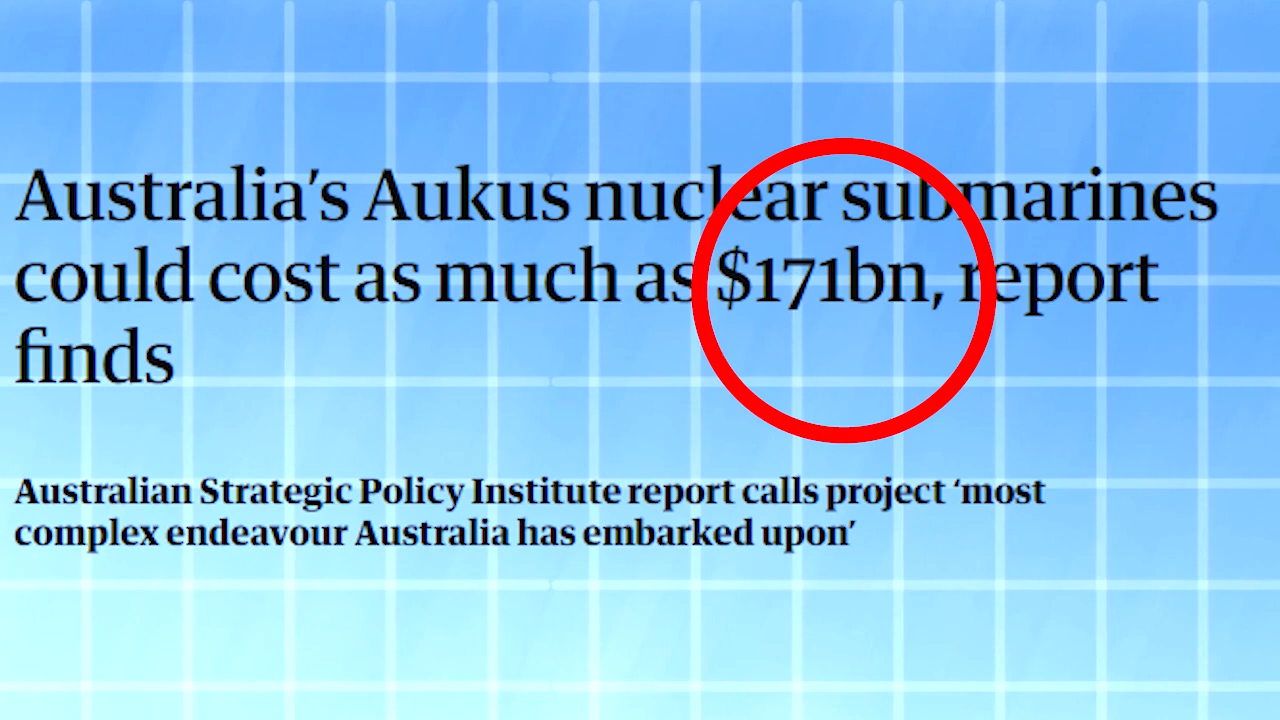 Australia’s Aukus nuclear submarines
could cost as much as $171bn, report
finds
Australian Strategic Policy Institute report calls project ‘most
complex endeavour Australia has embarked upon’